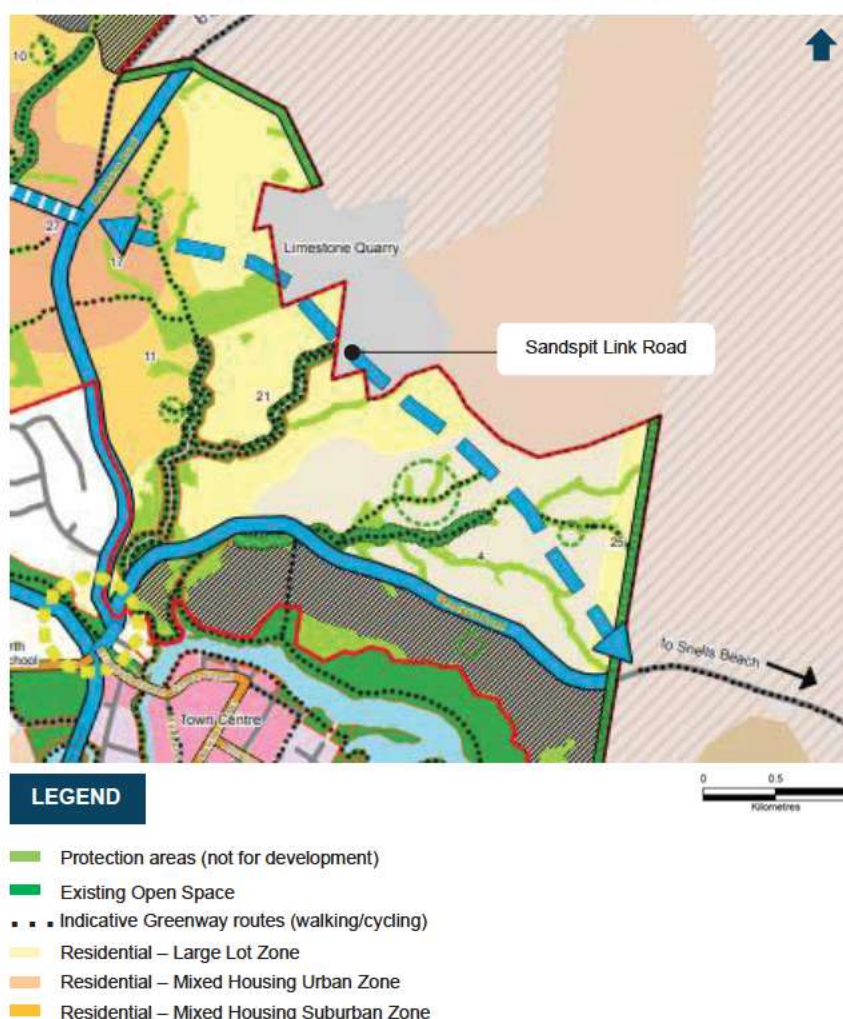 10
27
17
Limestone Quarry
Sandspit Link Road
11
21
4
25
to Snells Beach
Town Centre
LEGEND
0 0.5
Kilometres
Protection areas (not for development)
Existing Open Space
Indicative Greenway routes (walking/cycling)
Residential – Large Lot Zone
Residential – Mixed Housing Urban Zone
Residential – Mixed Housing Suburban Zone